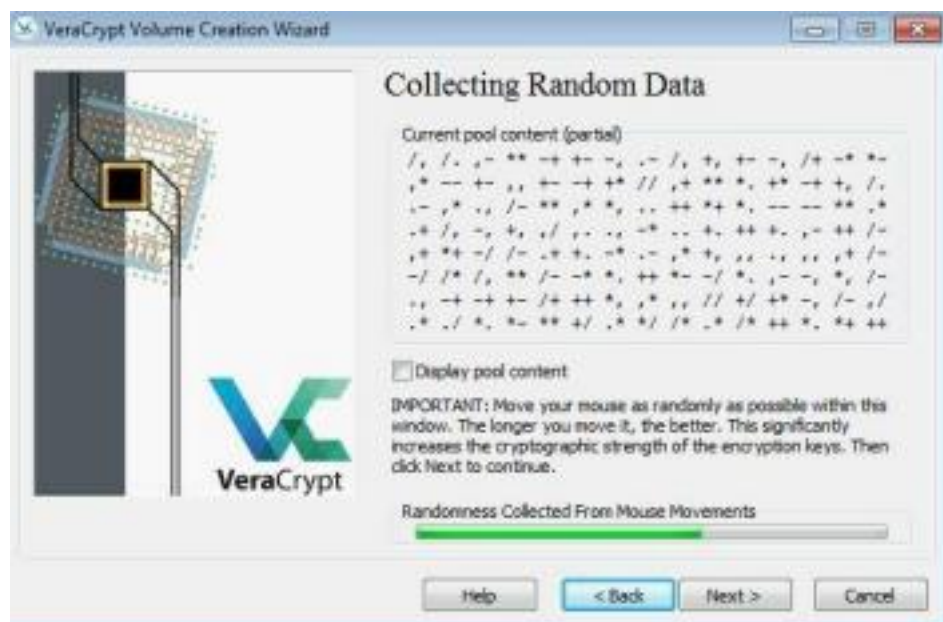 VeraCrypt Volume Creation Wizard
Collecting Random Data
Current pool content (partial)
Display pool content
IMPORTANT: Move your mouse as randomly as possible within this
window. The longer you move it, the better. This significantly
increases the cryptographic strength of the encryption keys. Then
click Next to continue.
VC
VeraCrypt
Randomness Collected From Mouse Movements
Help
< Back
Next >
Cancel